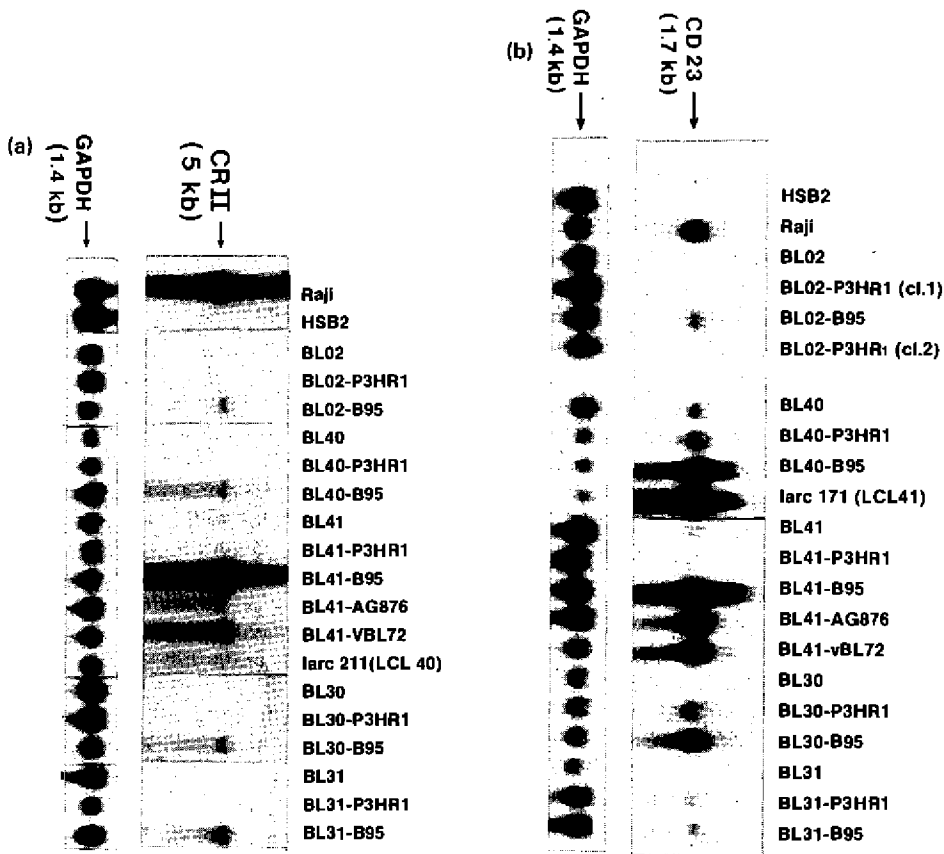 (a)
GAPDH
(1.4 kb)
CRII
(5 kb)
Raji
HSB2
BL02
BL02-P3HR1
BL02-B95
BL40
BL40-P3HR1
BL40-B95
BL41
BL41-P3HR1
BL41-B95
BL41-AG876
BL41-VBL72
Iarc 211(LCL 40)
BL30
BL30-P3HR1
BL30-B95
BL31
BL31-P3HR1
BL31-B95
(b)
GAPDH
(1.4 kb)
CD 23
(1.7 kb)
HSB2
Raji
BL02
BL02-P3HR1 (cl.1)
BL02-B95
BL02-P3HR1 (cl.2)
BL40
BL40-P3HR1
BL40-B95
Iarc 171 (LCL41)
BL41
BL41-P3HR1
BL41-B95
BL41-AG876
BL41-vBL72
BL30
BL30-P3HR1
BL30-B95
BL31
BL31-P3HR1
BL31-B95